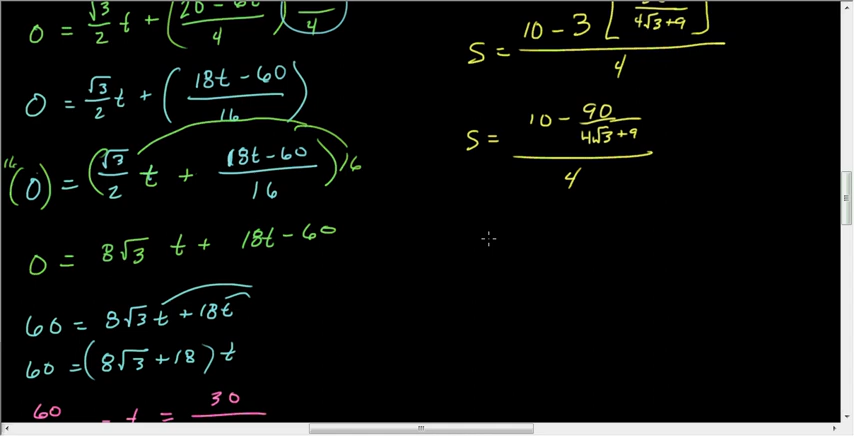 0 = √3/2 t + (20 - 6t/4)
0 = √3/2 t + (18t - 60/16)
16(0) = (√3/2 t + 18t - 60/16)16
0 = 8√3 t + 18t - 60
60 = 8√3 t + 18t
60 = (8√3 + 18) t
60 - t = 30
S = 10 - 3 [ /4√3 + 9 ] / 4
S = 10 - 90/4√3 + 9 / 4